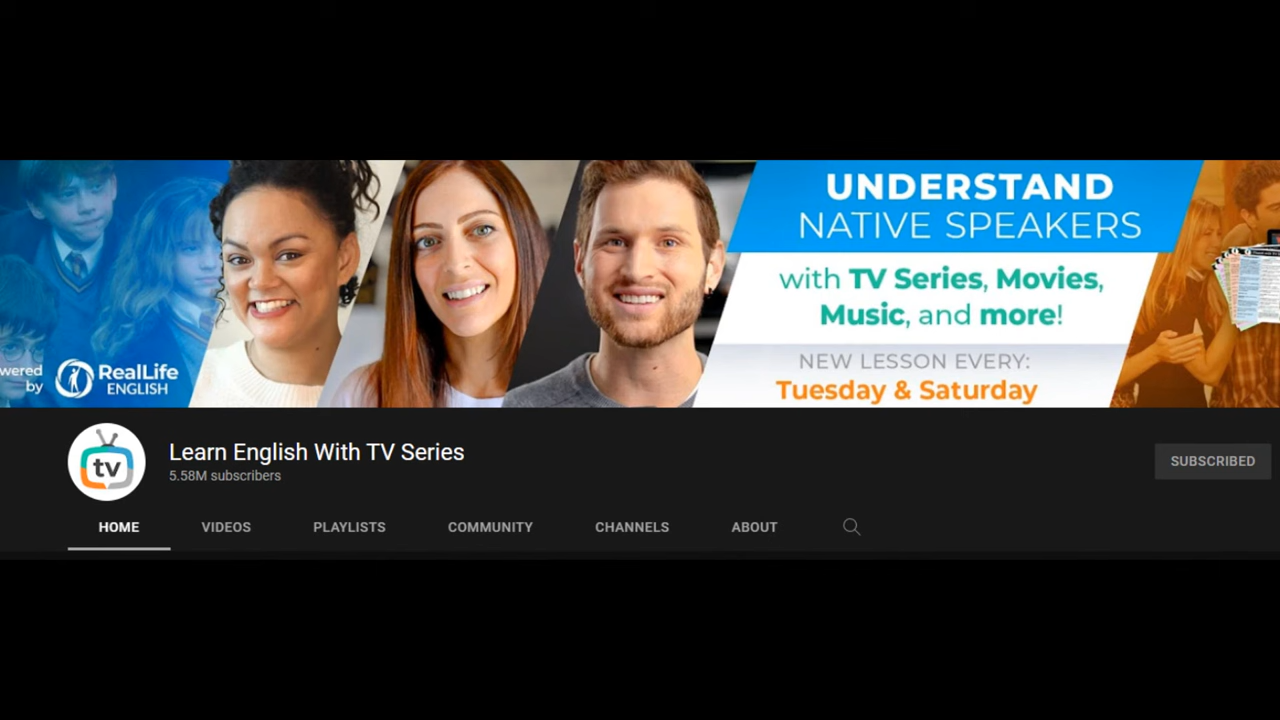 UNDERSTAND
NATIVE SPEAKERS
with TV Series, Movies,
Music, and more!
NEW LESSON EVERY:
Tuesday & Saturday
wered
by
RealLife
ENGLISH
tv
Learn English With TV Series
5.58M subscribers
SUBSCRIBED
HOME
VIDEOS
PLAYLISTS
COMMUNITY
CHANNELS
ABOUT